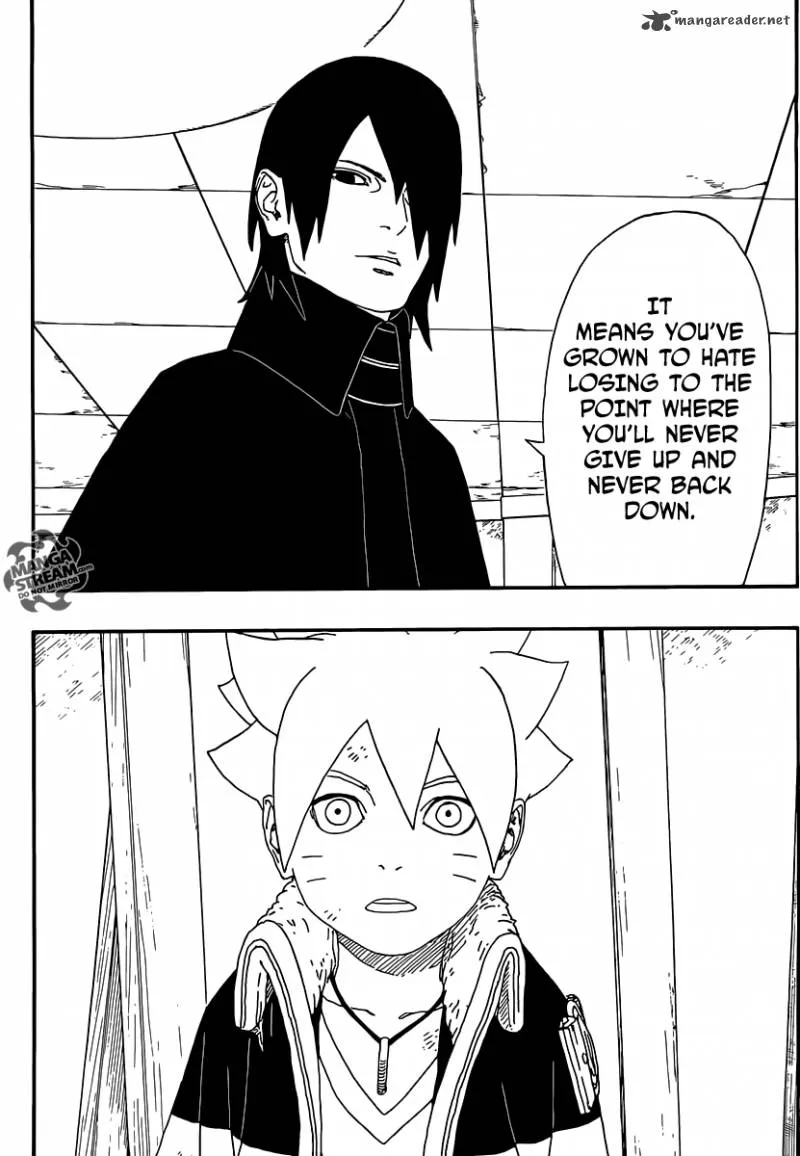 mangareader.net
IT
MEANS YOU'VE
GROWN TO HATE
LOSING TO THE
POINT WHERE
YOU'LL NEVER
GIVE UP AND
NEVER BACK
DOWN.
MANGA
STREAM.com
DO NOT MIRROR